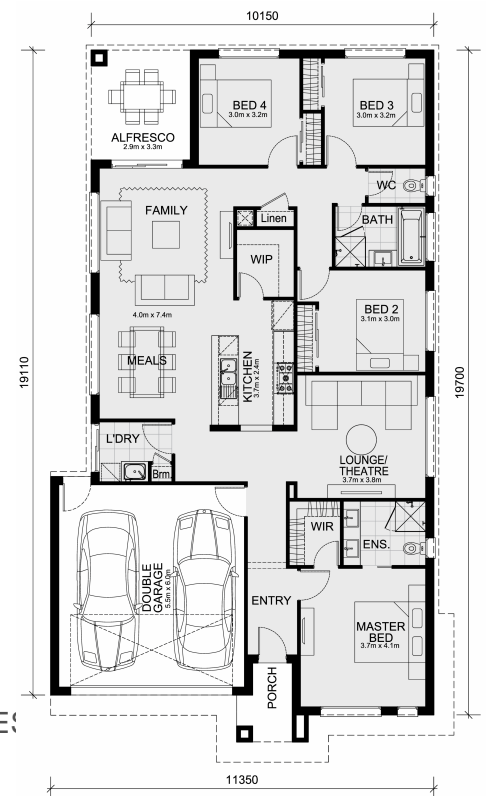 10150
BED 4
3.0m x 3.2m
BED 3
3.0m x 3.2m
ALFRESCO
2.9m x 3.3m
WC
FAMILY
Linen
BATH
WIP
4.0m x 7.4m
BED 2
3.1m x 3.0m
MEALS
KITCHEN
3.7m x 2.4m
19110
19700
L'DRY
Brm.
LOUNGE/
THEATRE
3.7m x 3.8m
WIR
ENS.
DOUBLE
GARAGE
5.5m x 6.0m
ENTRY
MASTER
BED
3.7m x 4.1m
PORCH
ES
11350